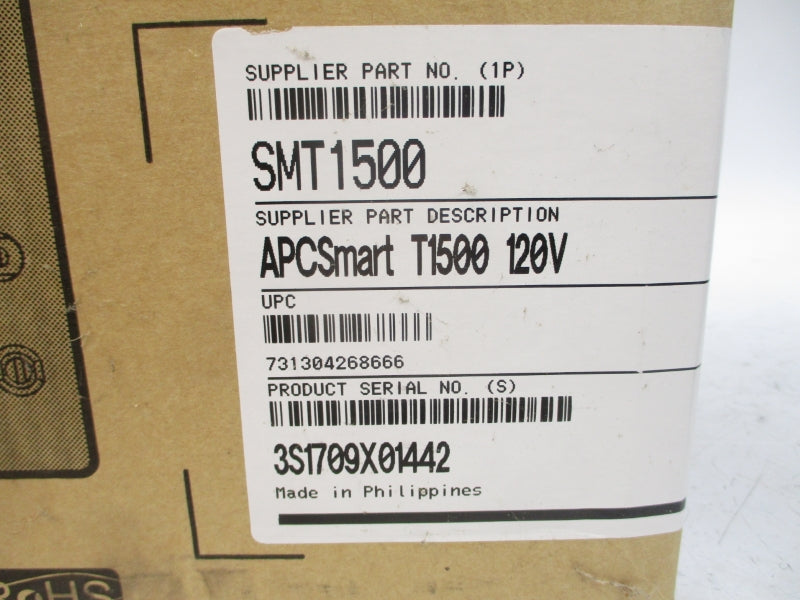 SUPPLIER PART NO. (1P)
SMT1500
SUPPLIER PART DESCRIPTION
APCSmart T1500 120V
UPC
731304268666
PRODUCT SERIAL NO. (S)
3S1709X01442
Made in Philippines
RoHS